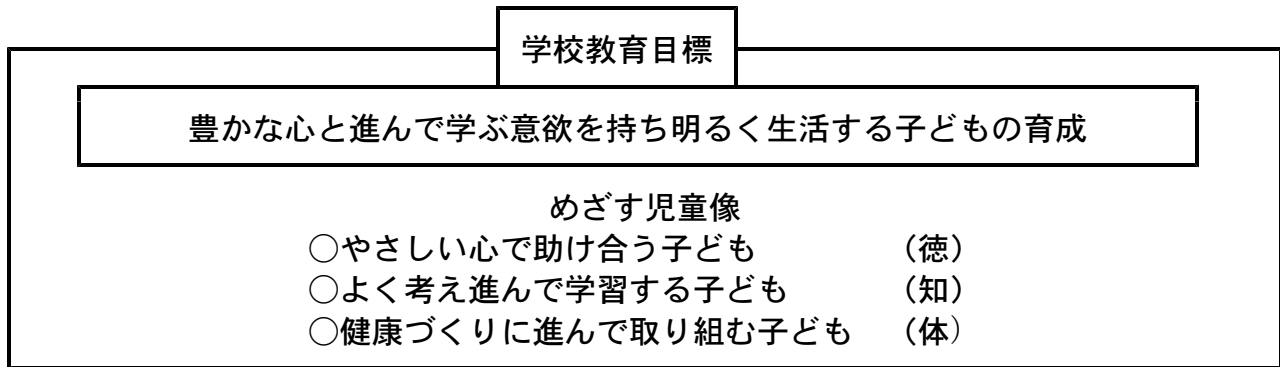 学校教育目標
豊かな心と進んで学ぶ意欲を持ち明るく生活する子どもの育成
めざす児童像
○やさしい心で助け合う子ども　（徳）
○よく考え進んで学習する子ども　（知）
○健康づくりに進んで取り組む子ども　（体）